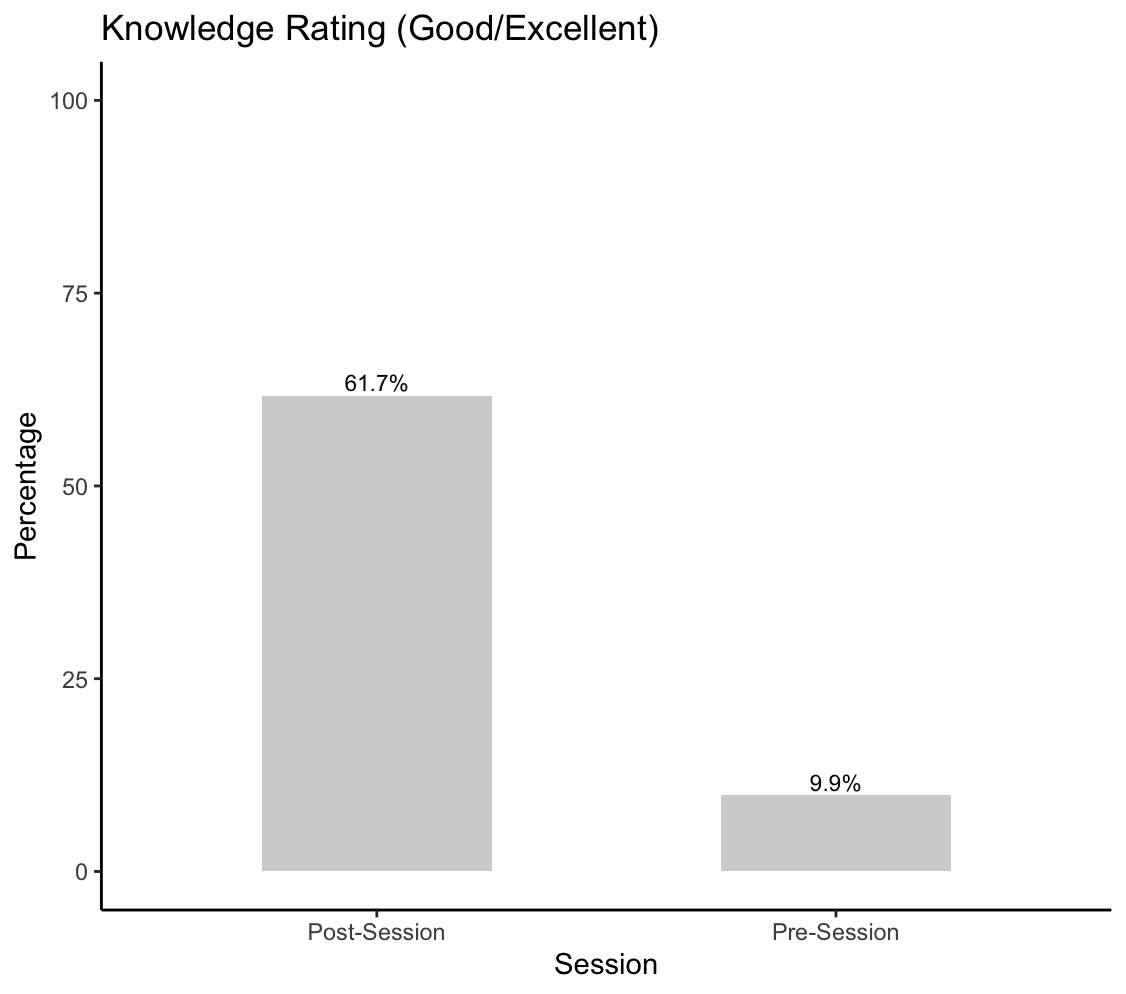 Knowledge Rating (Good/Excellent)
100
75
50
25
0
Percentage
61.7%
9.9%
Post-Session
Pre-Session
Session